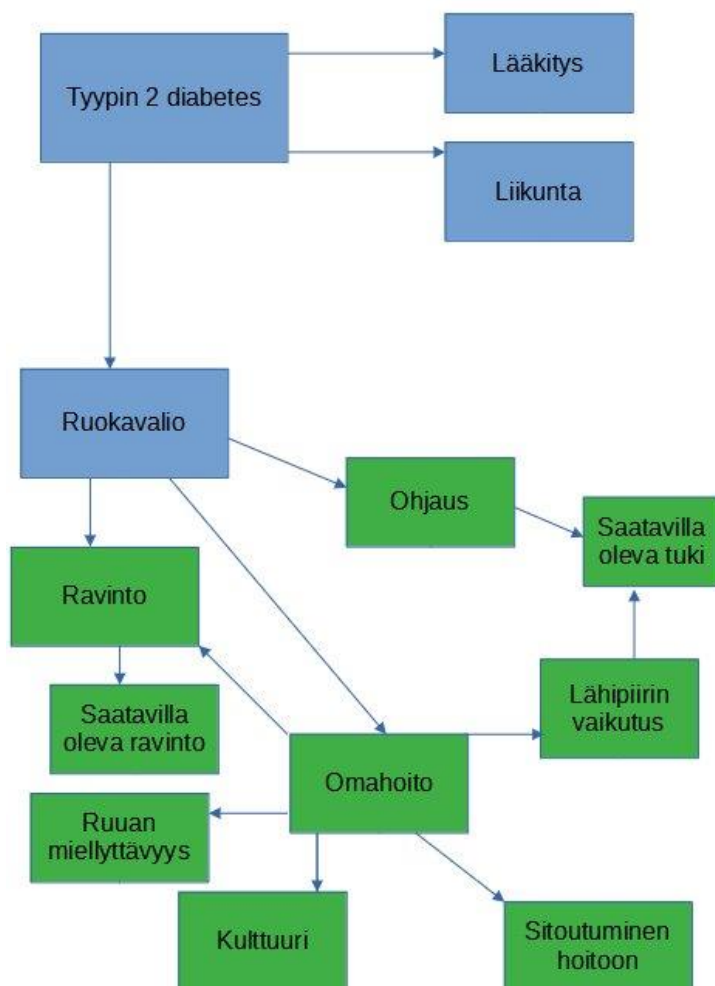 Lääkitys
Tyypin 2 diabetes
Liikunta
Ruokavalio
Ohjaus
Saatavilla
oleva tuki
Ravinto
Lähipiirin
vaikutus
Saatavilla
oleva ravinto
Omahoito
Ruuan
miellyttävyys
Kulttuuri
Sitoutuminen
hoitoon